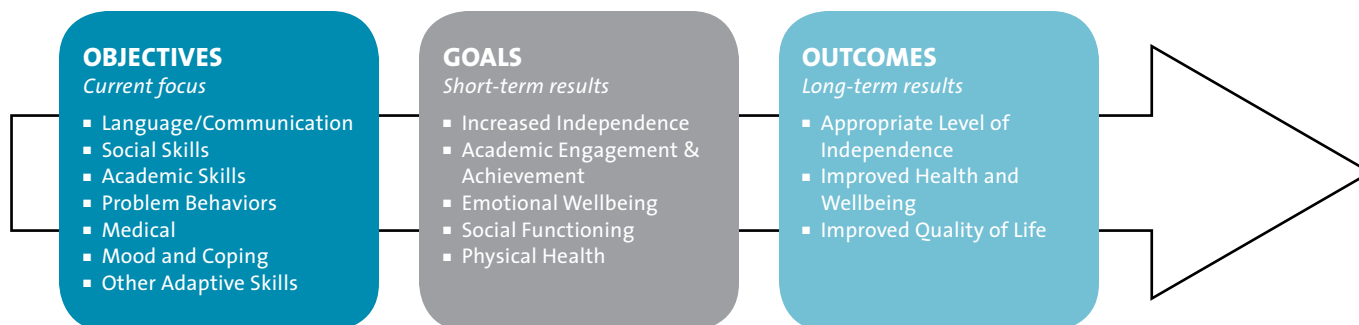 OBJECTIVES
Current focus
▪ Language/Communication
▪ Social Skills
▪ Academic Skills
▪ Problem Behaviors
▪ Medical
▪ Mood and Coping
▪ Other Adaptive Skills
GOALS
Short-term results
▪ Increased Independence
▪ Academic Engagement &
Achievement
▪ Emotional Wellbeing
▪ Social Functioning
▪ Physical Health
OUTCOMES
Long-term results
▪ Appropriate Level of
Independence
▪ Improved Health and
Wellbeing
▪ Improved Quality of Life